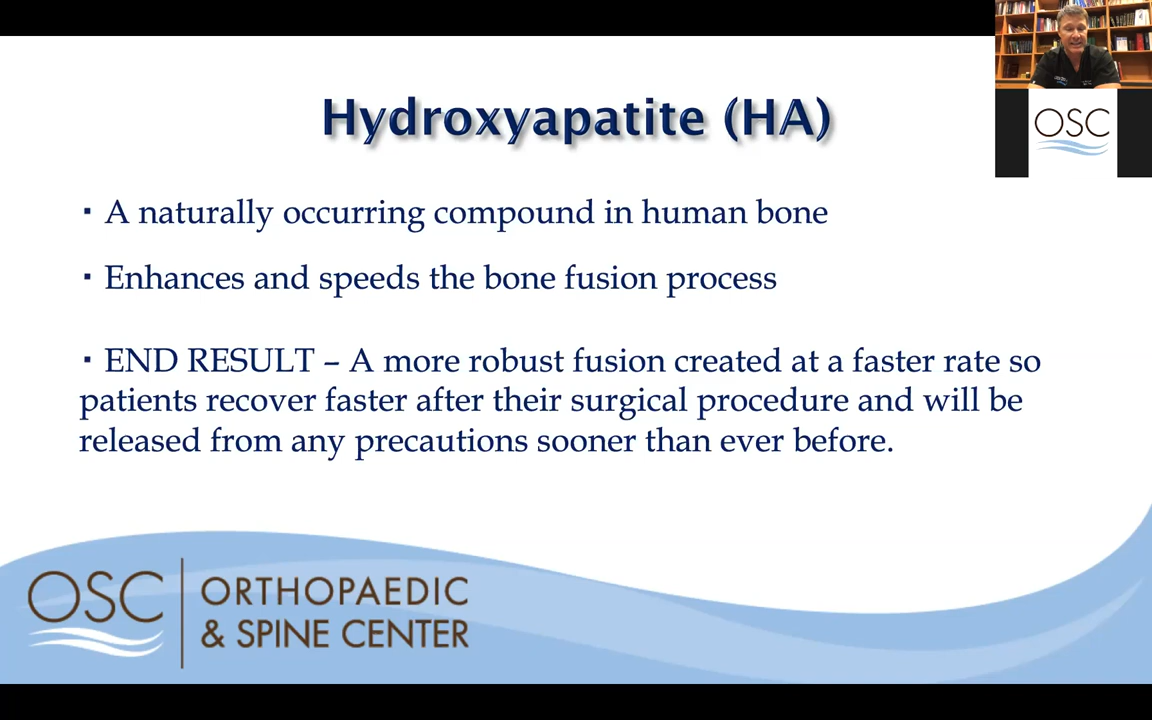 Hydroxyapatite (HA)
OSC
▪ A naturally occurring compound in human bone
▪ Enhances and speeds the bone fusion process
▪ END RESULT – A more robust fusion created at a faster rate so
patients recover faster after their surgical procedure and will be
released from any precautions sooner than ever before.
OSC
ORTHOPAEDIC
& SPINE CENTER